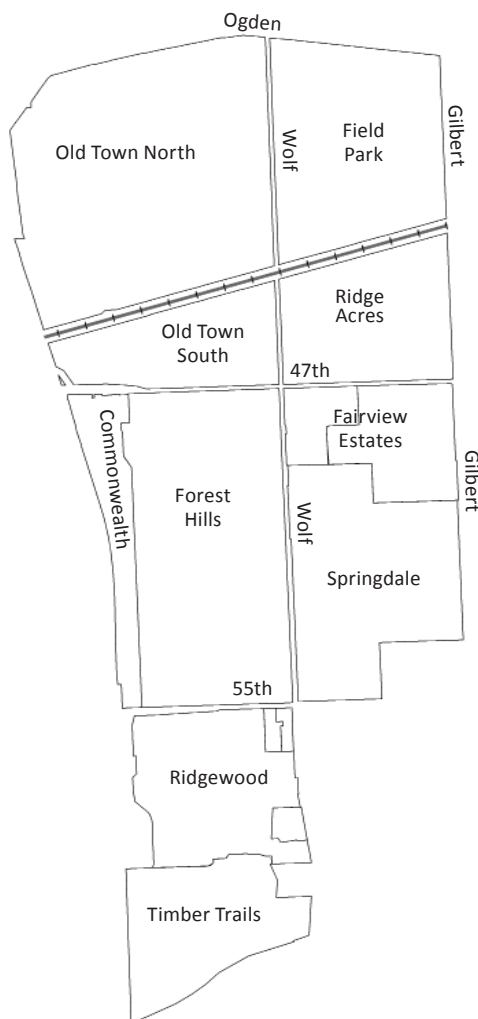 Ogden
Old Town North
Wolf
Field
Park
Gilbert
Ridge
Acres
Old Town
South
47th
Commonwealth
Fairview
Estates
Gilbert
Forest
Hills
Wolf
Springdale
55th
Ridgewood
Timber Trails